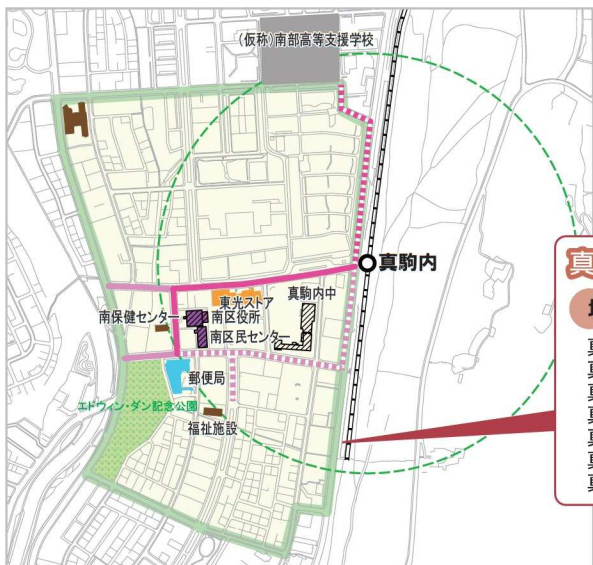 (仮称)南部高等支援学校
真駒内
東光ストア
真駒内中
南保健センター
南区役所
南区民センター
郵便局
エドウィン・ダン記念公園
福祉施設